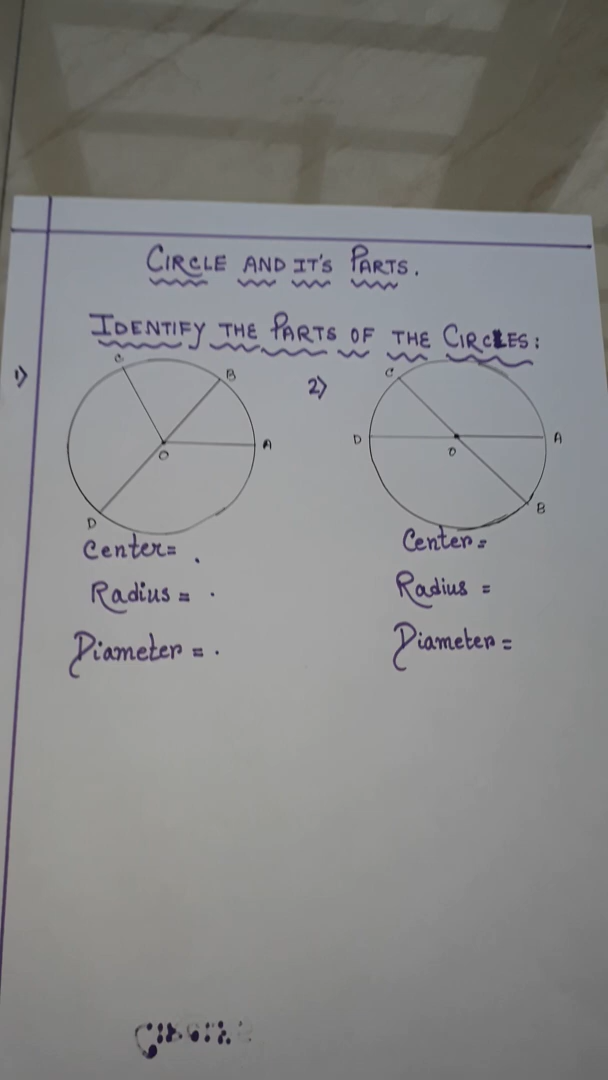 CIRCLE AND IT'S PARTS.
IDENTIFY THE PARTS OF THE CIRCLES:
1)
C
B
A
O
D
Center= .
Radius = .
Diameter = .
2)
C
D
A
O
B
Center=
Radius =
Diameter =